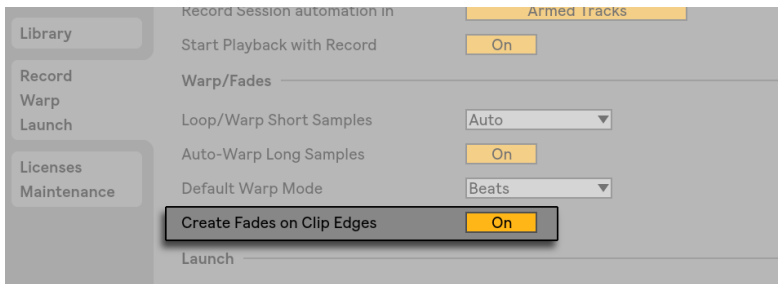 Library
Record
Warp
Launch
Licenses
Maintenance
Record Session automation in Armed Tracks
Start Playback with Record On
Warp/Fades
Loop/Warp Short Samples Auto
Auto-Warp Long Samples On
Default Warp Mode Beats
Create Fades on Clip Edges On
Launch